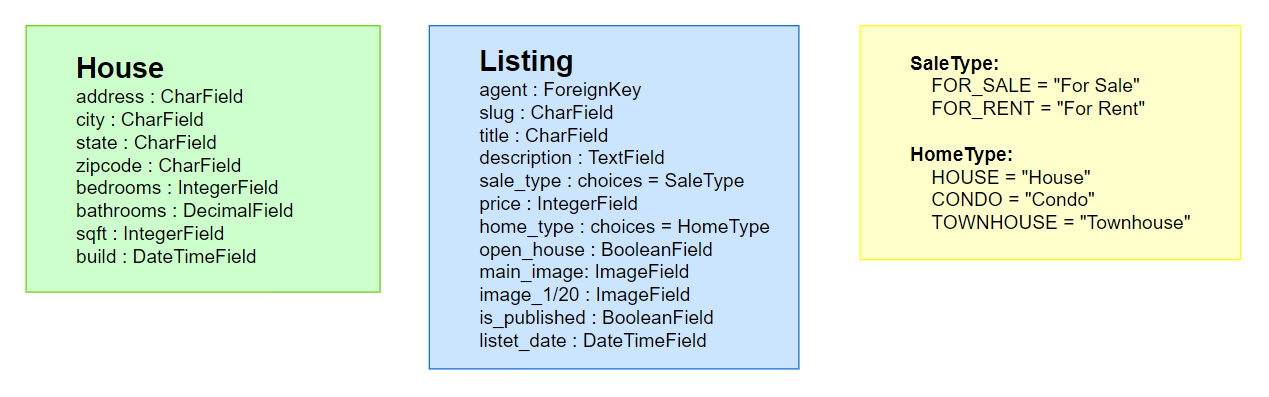 House
address : CharField
city : CharField
state : CharField
zipcode : CharField
bedrooms : IntegerField
bathrooms : DecimalField
sqft : IntegerField
build : DateTimeField
Listing
agent : ForeignKey
slug : CharField
title : CharField
description : TextField
sale_type : choices = SaleType
price : IntegerField
home_type : choices = HomeType
open_house : BooleanField
main_image: ImageField
image_1/20 : ImageField
is_published : BooleanField
listet_date : DateTimeField
SaleType:
FOR_SALE = "For Sale"
FOR_RENT = "For Rent"
HomeType:
HOUSE = "House"
CONDO = "Condo"
TOWNHOUSE = "Townhouse"